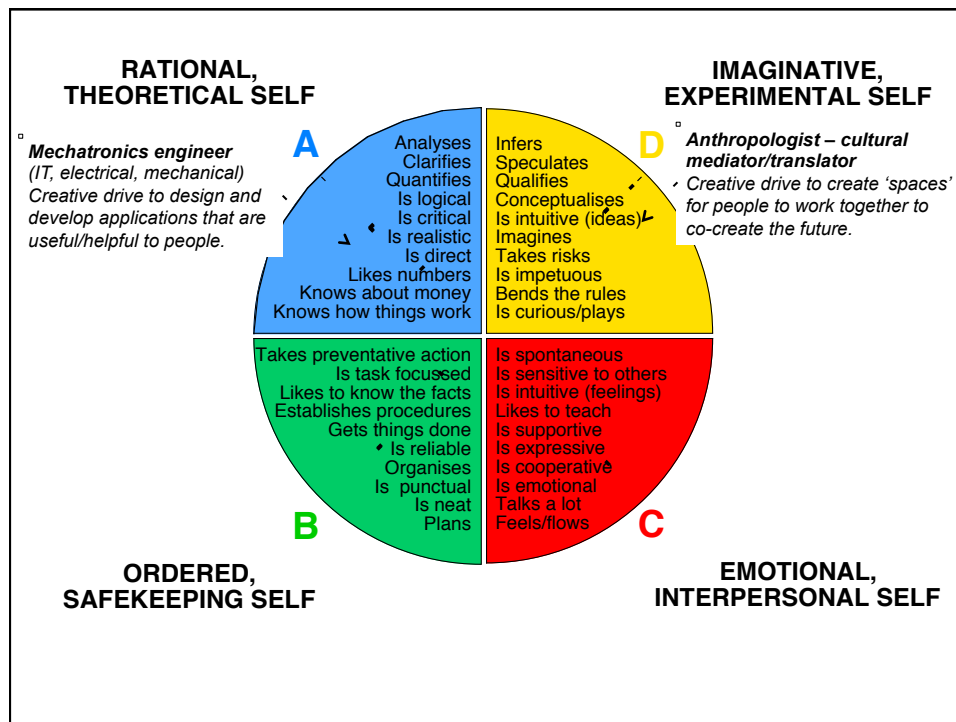 RATIONAL,
THEORETICAL SELF
A
Mechatronics engineer
(IT, electrical, mechanical)
Creative drive to design and
develop applications that are
useful/helpful to people.
Analyses
Clarifies
Quantifies
Is logical
Is critical
Is realistic
Is direct
Likes numbers
Knows about money
Knows how things work
IMAGINATIVE,
EXPERIMENTAL SELF
D
Anthropologist – cultural
mediator/translator
Creative drive to create ‘spaces’
for people to work together to
co-create the future.
Infers
Speculates
Qualifies
Conceptualises
Is intuitive (ideas)
Imagines
Takes risks
Is impetuous
Bends the rules
Is curious/plays
Takes preventative action
Is task focussed
Likes to know the facts
Establishes procedures
Gets things done
Is reliable
Organises
Is punctual
Is neat
Plans
B
ORDERED,
SAFEKEEPING SELF
Is spontaneous
Is sensitive to others
Is intuitive (feelings)
Likes to teach
Is supportive
Is expressive
Is cooperative
Is emotional
Talks a lot
Feels/flows
C
EMOTIONAL,
INTERPERSONAL SELF